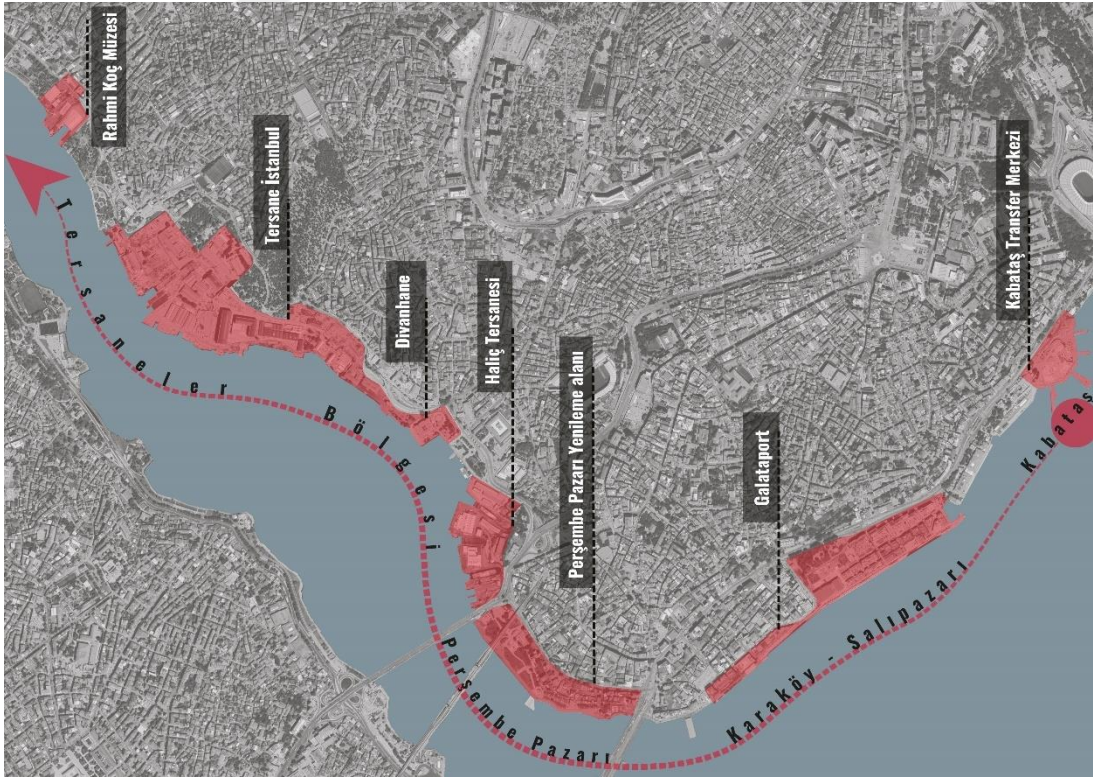 Rahmi Koç Müzesi
Tersane İstanbul
Divanhane
Haliç Tersanesi
Perşembe Pazarı Yenileme alanı
Galataport
Kabataş Transfer Merkezi
Tersaneler Bölgesi
Perşembe Pazarı
Karaköy - Salıpazarı
Kabataş